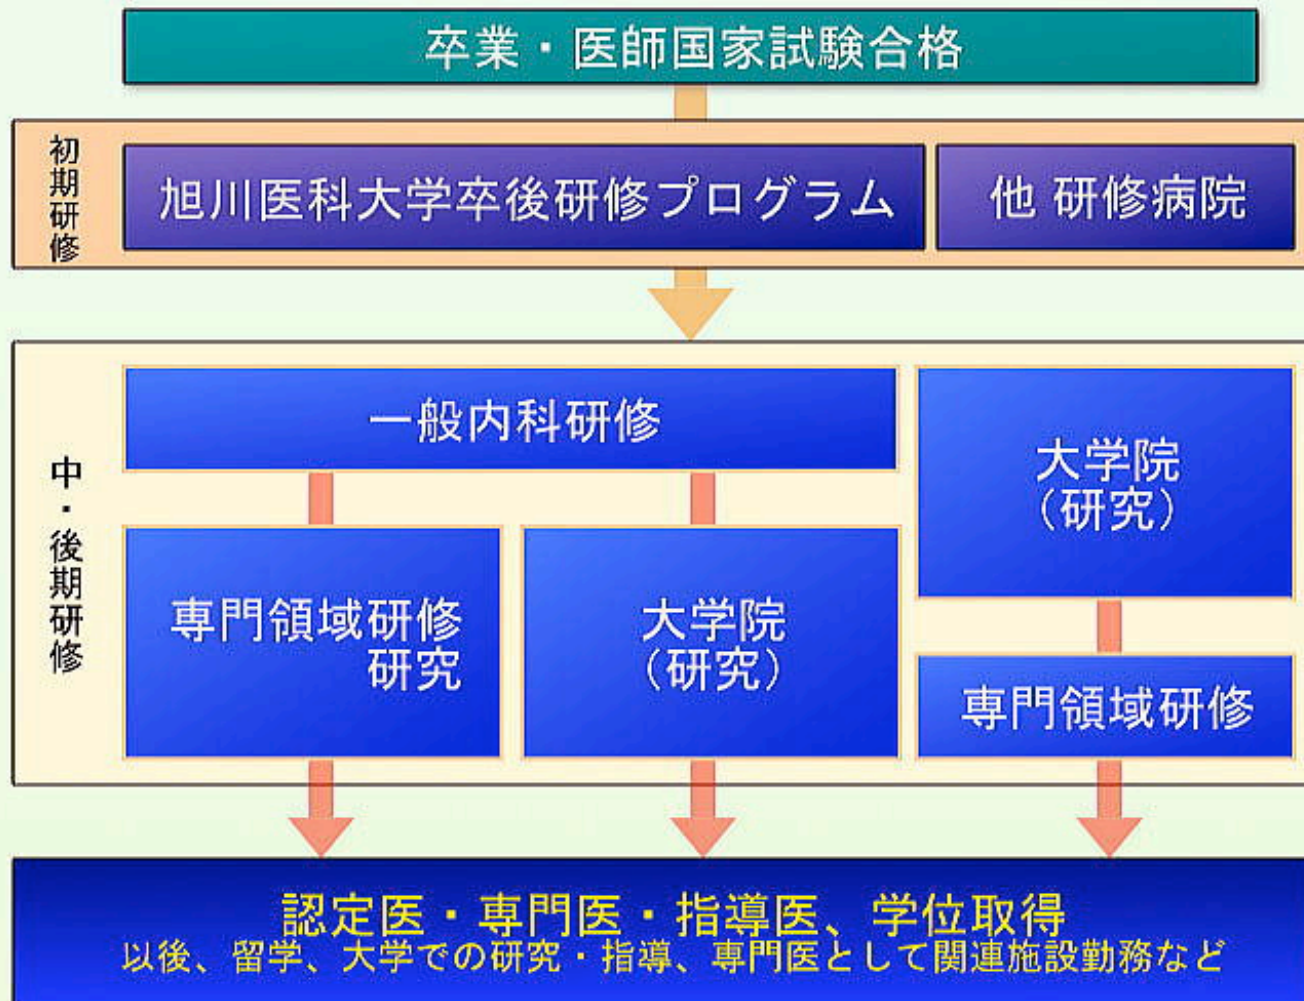 卒業・医師国家試験合格
初期研修
旭川医科大学卒後研修プログラム
他 研修病院
中・後期研修
一般内科研修
大学院
（研究）
専門領域研修
研究
大学院
（研究）
専門領域研修
認定医・専門医・指導医、学位取得
以後、留学、大学での研究・指導、専門医として関連施設勤務など